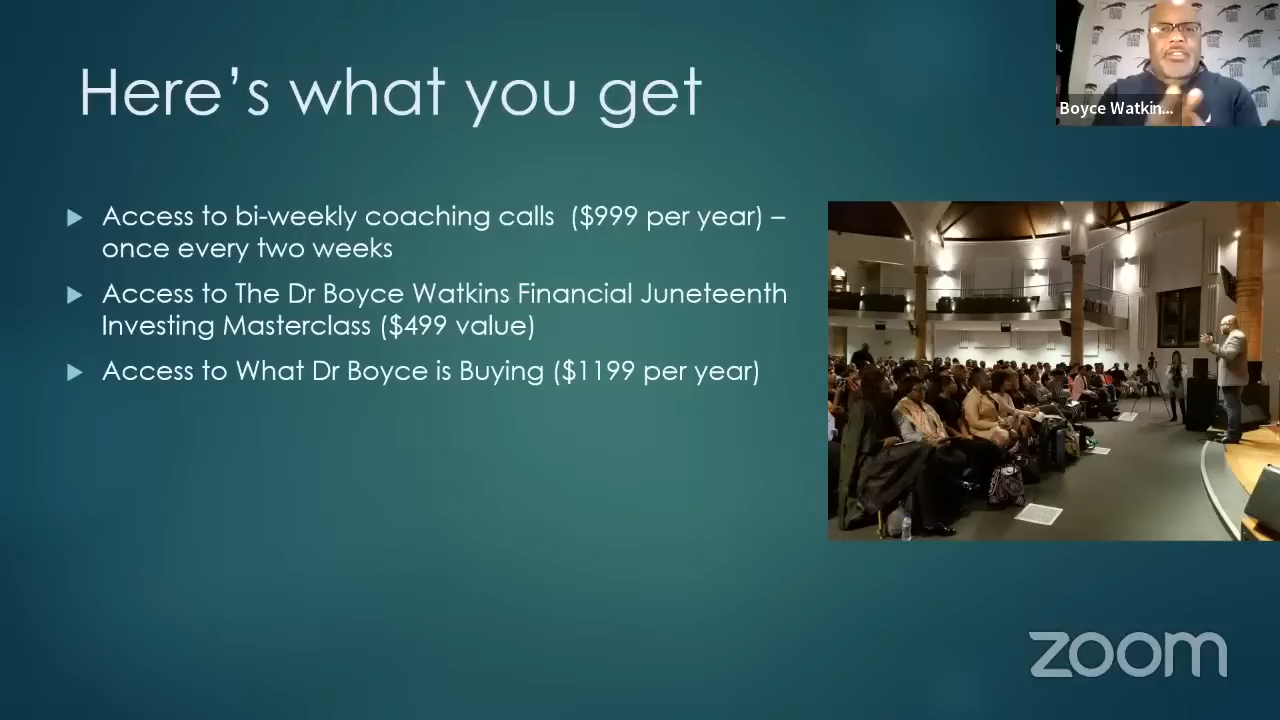 Here's what you get
Boyce Watkin...
Access to bi-weekly coaching calls  ($999 per year) –
once every two weeks
Access to The Dr Boyce Watkins Financial Juneteenth
Investing Masterclass ($499 value)
Access to What Dr Boyce is Buying ($1199 per year)
zoom